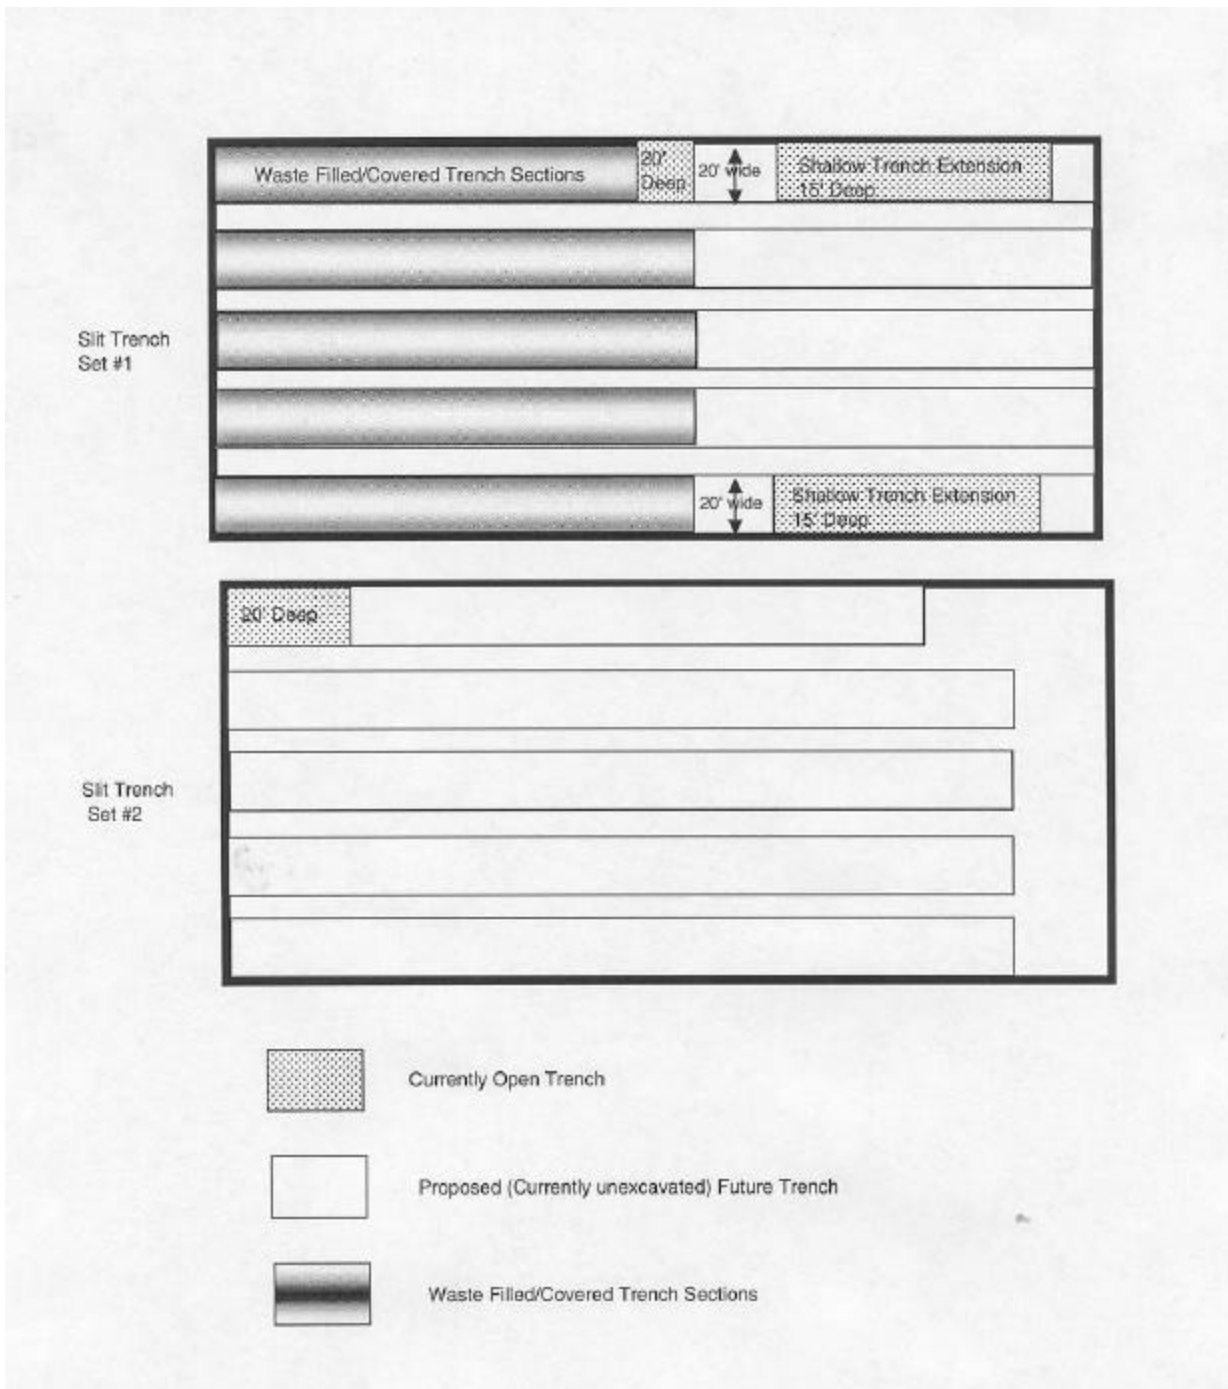 Waste Filled/Covered Trench Sections
20'
Deep
20' wide
Shallow Trench Extension
15' Deep
Slit Trench
Set #1
20' wide
Shallow Trench Extension
15' Deep
20' Deep
Slit Trench
Set #2
Currently Open Trench
Proposed (Currently unexcavated) Future Trench
Waste Filled/Covered Trench Sections